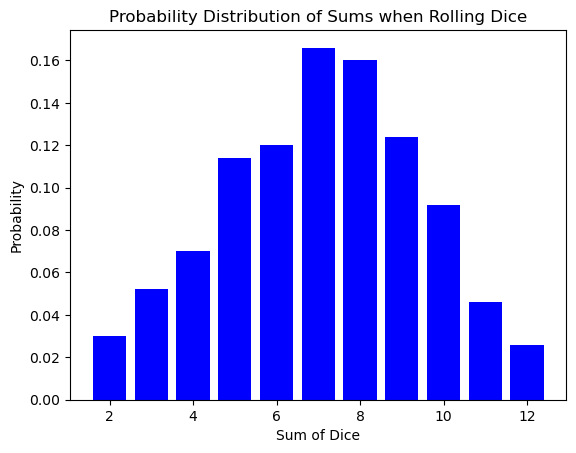 Probability Distribution of Sums when Rolling Dice
Probability
0.16
0.14
0.12
0.10
0.08
0.06
0.04
0.02
0.00
2 4 6 8 10 12
Sum of Dice